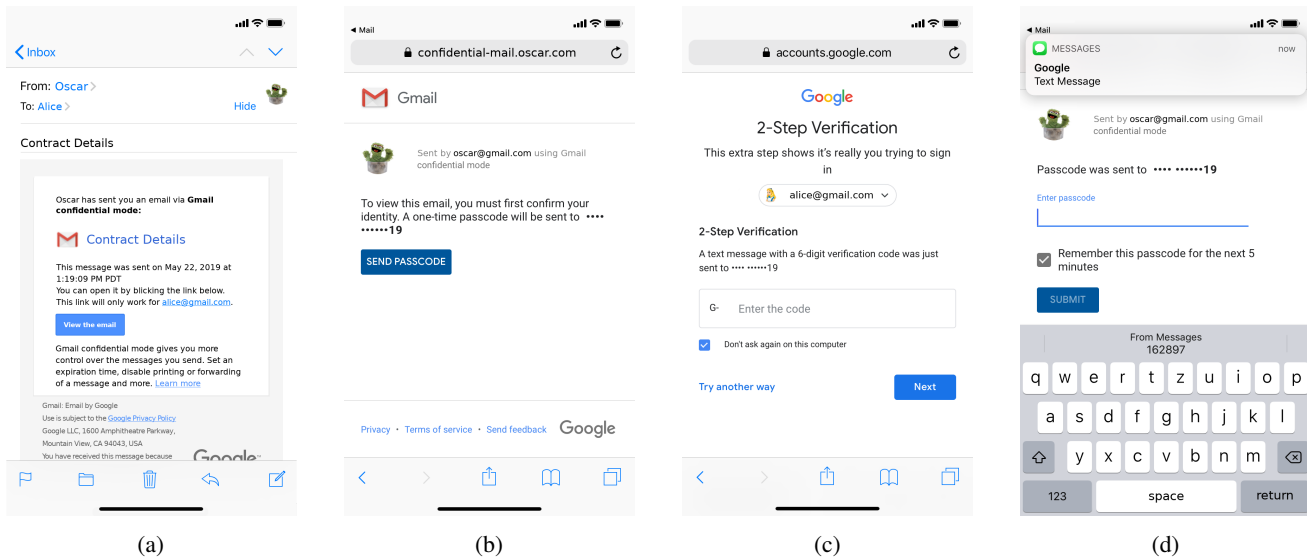 Inbox
From: Oscar
To: Alice
Hide
Contract Details
Oscar has sent you an email via Gmail
confidential mode:
Contract Details
This message was sent on May 22, 2019 at
1:19:09 PM PDT
You can open it by blicking the link below.
This link will only work for alice@gmail.com.
View the email
Gmail confidential mode gives you more
control over the messages you send. Set an
expiration time, disable printing or forwarding
of a message and more. Learn more
Gmail: Email by Google
Use is subject to the Google Privacy Policy
Google LLC, 1600 Amphitheatre Parkway,
Mountain View, CA 94043, USA
You have received this message because
Google
(a)
Mail
confidential-mail.oscar.com
Gmail
Sent by oscar@gmail.com using Gmail
confidential mode
To view this email, you must first confirm your
identity. A one-time passcode will be sent to ••••
••••••19
SEND PASSCODE
Privacy • Terms of service • Send feedback Google
(b)
accounts.google.com
Google
2-Step Verification
This extra step shows it's really you trying to sign
in
alice@gmail.com
2-Step Verification
A text message with a 6-digit verification code was just
sent to •••• ••••••19
G- Enter the code
Don't ask again on this computer
Try another way
Next
(c)
Mail
MESSAGES now
Google
Text Message
Sent by oscar@gmail.com using Gmail
confidential mode
Passcode was sent to •••• ••••••19
Enter passcode
Remember this passcode for the next 5
minutes
SUBMIT
From Messages
162897
q w e r t z u i o p
a s d f g h j k l
y x c v b n m
123 space return
(d)